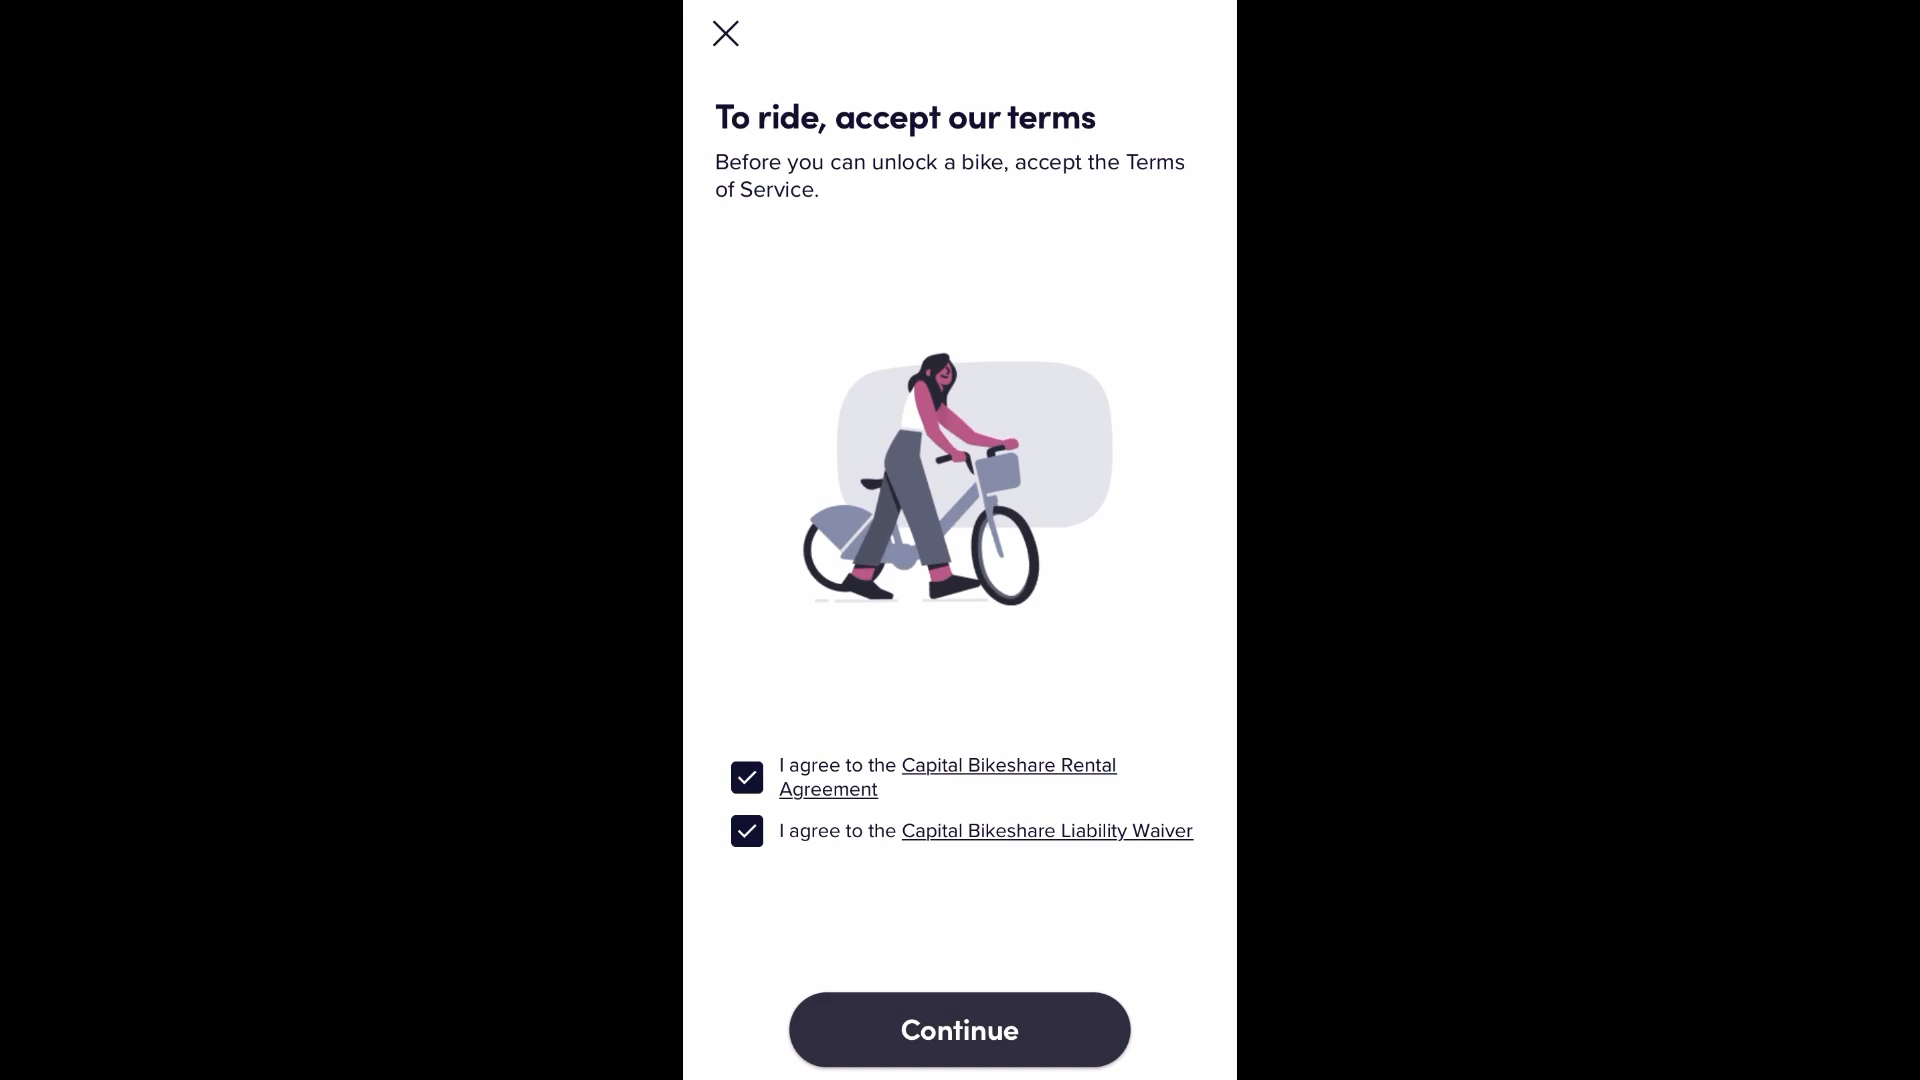 To ride, accept our terms
Before you can unlock a bike, accept the Terms
of Service.
I agree to the Capital Bikeshare Rental
Agreement
I agree to the Capital Bikeshare Liability Waiver
Continue